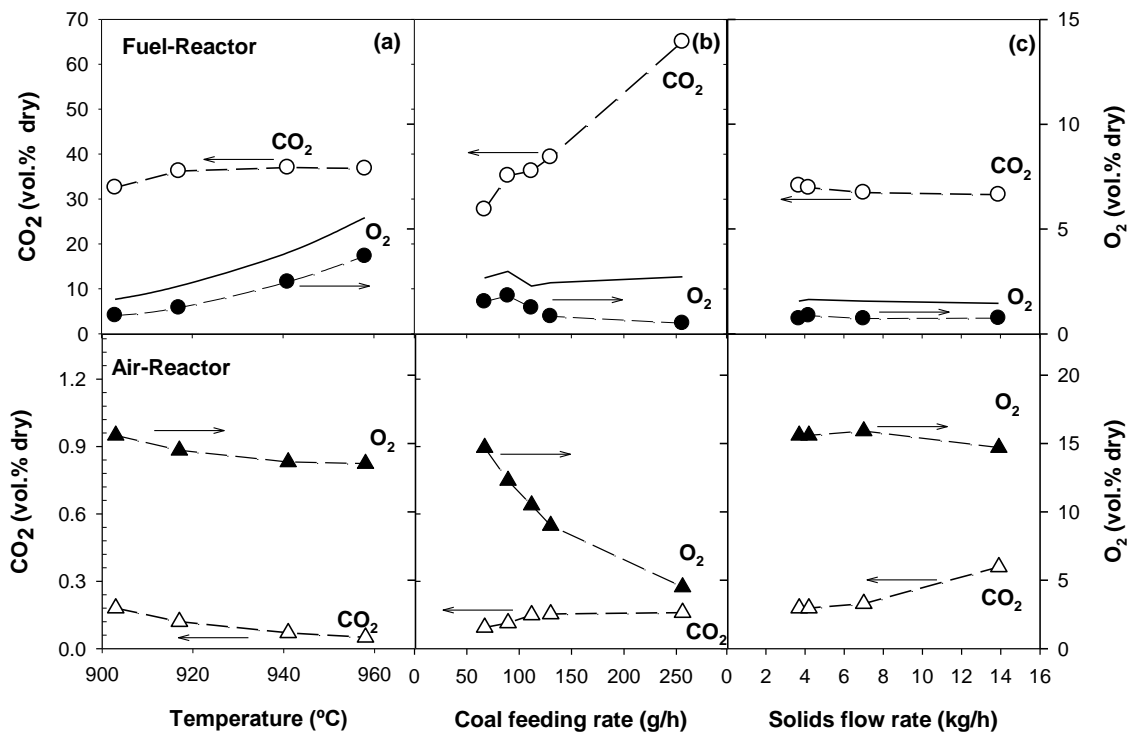 70
60
50
40
30
20
10
0
CO2 (vol.% dry)
Fuel-Reactor
(a)
CO2
O2
(b)
CO2
O2
(c)
CO2
O2
15
10
5
0
O2 (vol.% dry)
1.2
0.9
0.6
0.3
0.0
CO2 (vol.% dry)
Air-Reactor
O2
CO2
O2
CO2
O2
CO2
20
15
10
5
0
O2 (vol.% dry)
900 920 940 960
0 50 100 150 200 250
0 2 4 6 8 10 12 14 16
Temperature (ºC)
Coal feeding rate (g/h)
Solids flow rate (kg/h)